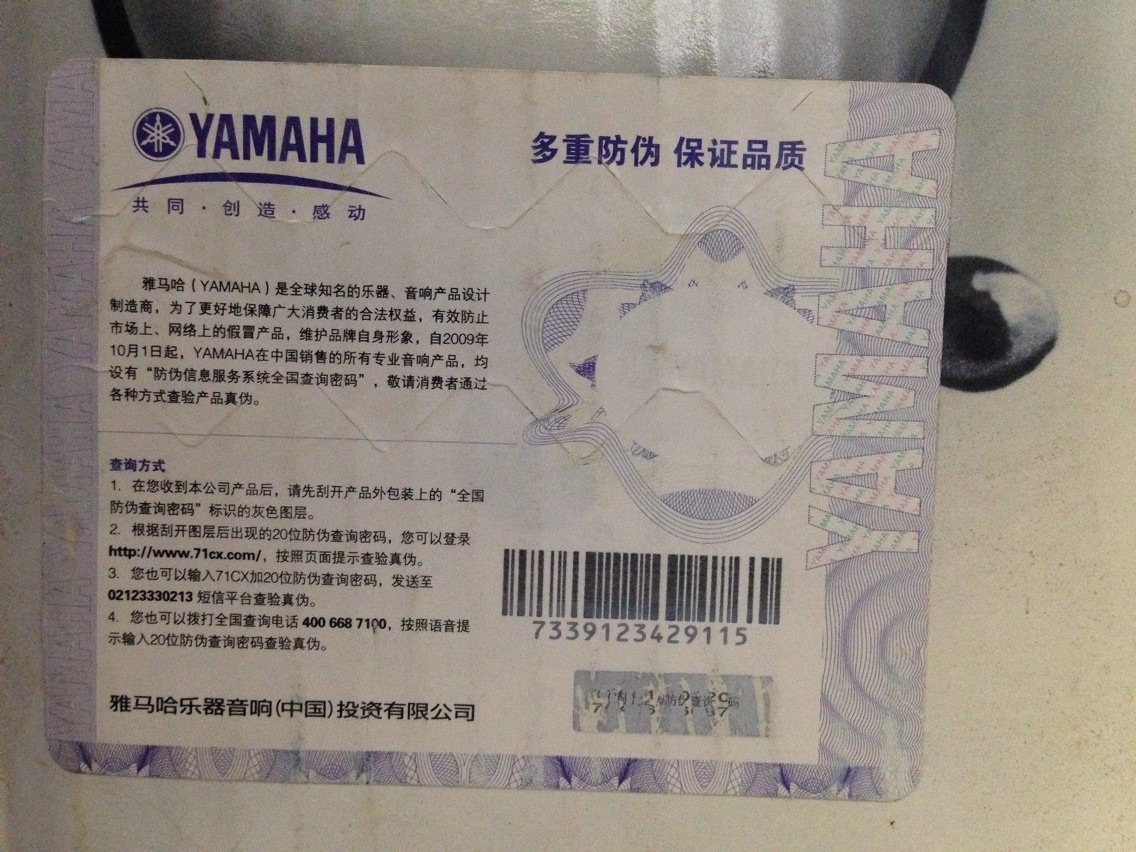 YAMAHA
共同·创造·感动
多重防伪 保证品质
雅马哈（YAMAHA）是全球知名的乐器、音响产品设计
制造商，为了更好地保障广大消费者的合法权益，有效防止
市场上、网络上的假冒产品，维护品牌自身形象，自2009年
10月1日起，YAMAHA在中国销售的所有专业音响产品，均
设有“防伪信息服务系统全国查询密码”，敬请消费者通过
各种方式查验产品真伪。
查询方式
1. 在您收到本公司产品后，请先刮开产品外包装上的“全国
防伪查询密码”标识的灰色图层。
2. 根据刮开图层后出现的20位防伪查询密码，您可以登录
http://www.71cx.com/，按照页面提示查验真伪。
3. 您也可以输入71CX加20位防伪查询密码，发送至
02123330213 短信平台查验真伪。
4. 您也可以拨打全国查询电话 400 668 7100，按照语音提
示输入20位防伪查询密码查验真伪。
雅马哈乐器音响(中国)投资有限公司
7339123429115
YAMAHA